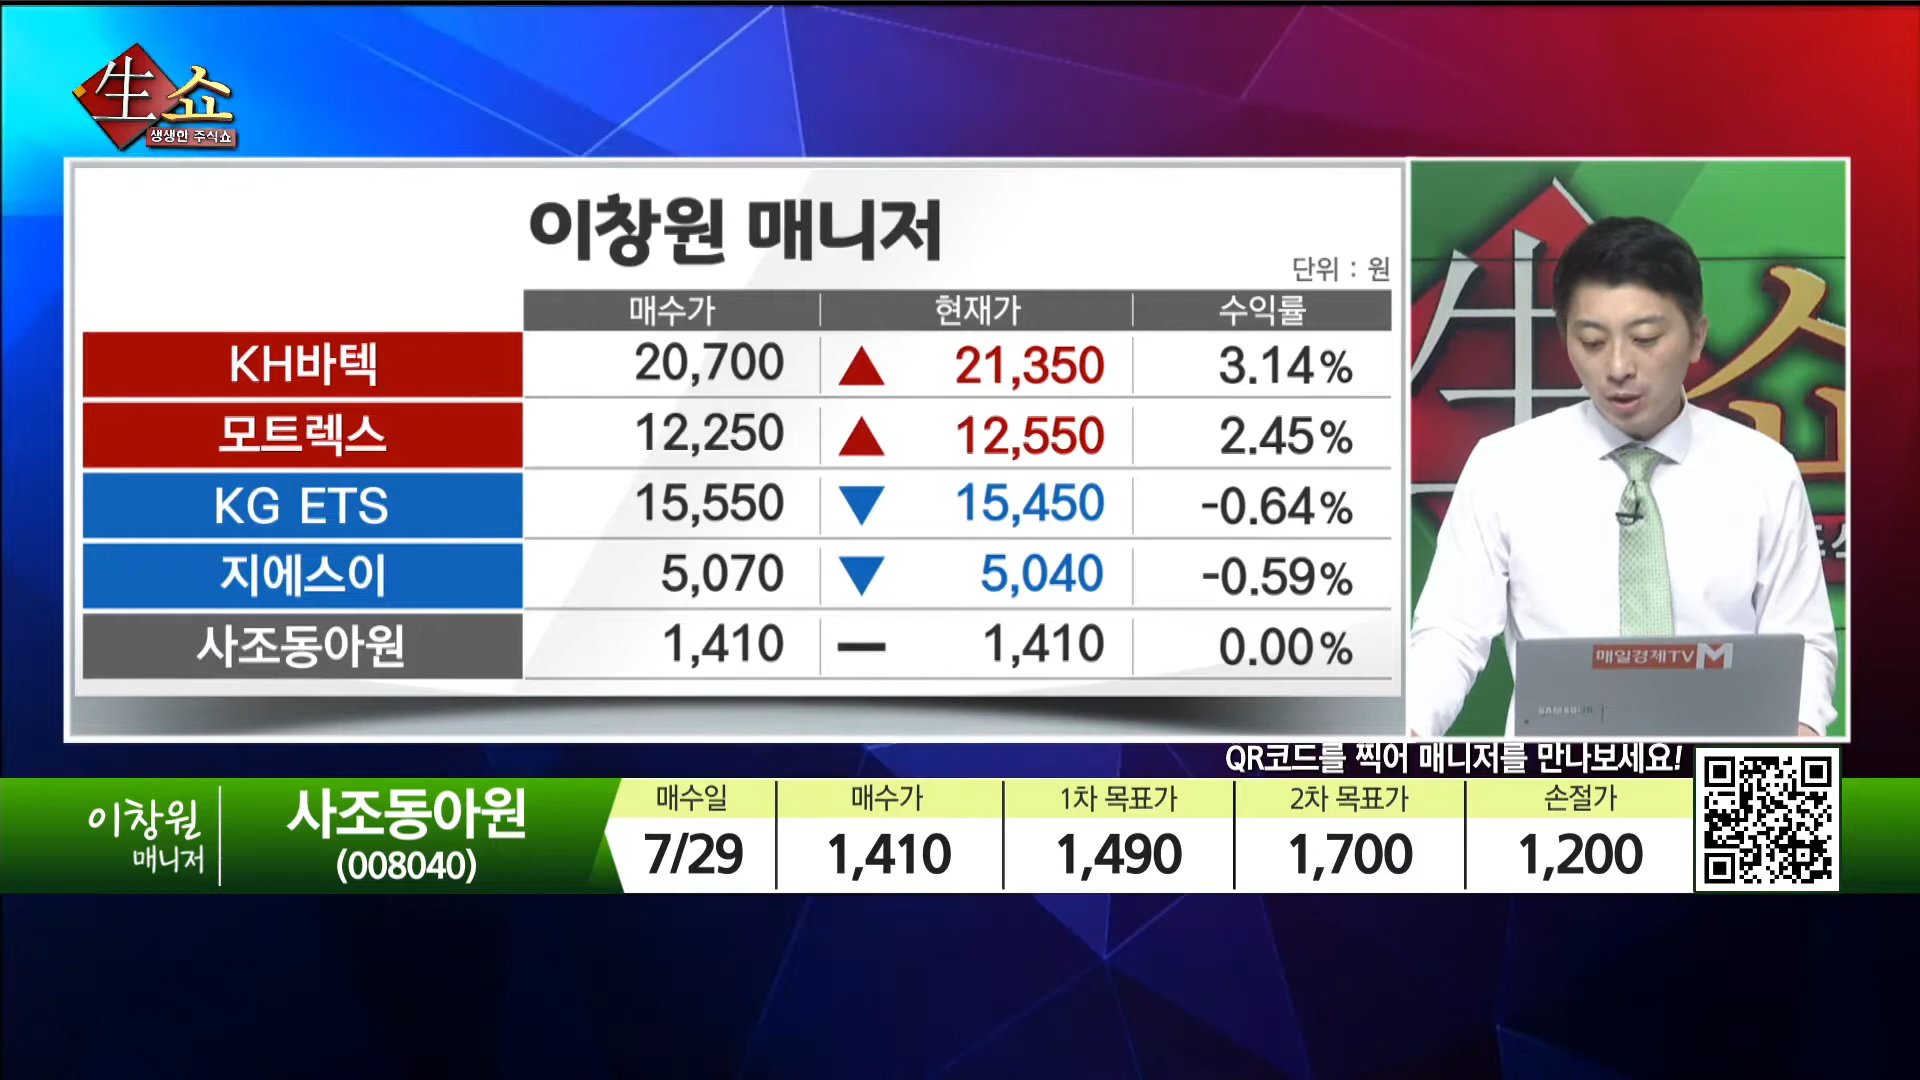 生쇼
생생한 주식쇼
이창원 매니저
단위 : 원
매수가 현재가 수익률
KH바텍 20,700 ▲ 21,350 3.14%
모트렉스 12,250 ▲ 12,550 2.45%
KG ETS 15,550 ▼ 15,450 -0.64%
지에스이 5,070 ▼ 5,040 -0.59%
사조동아원 1,410 – 1,410 0.00%
生쇼
매일경제TV M
SAMSUNG
QR코드를 찍어 매니저를 만나보세요!
이창원
매니저
사조동아원
(008040)
매수일 매수가 1차 목표가 2차 목표가 손절가
7/29 1,410 1,490 1,700 1,200